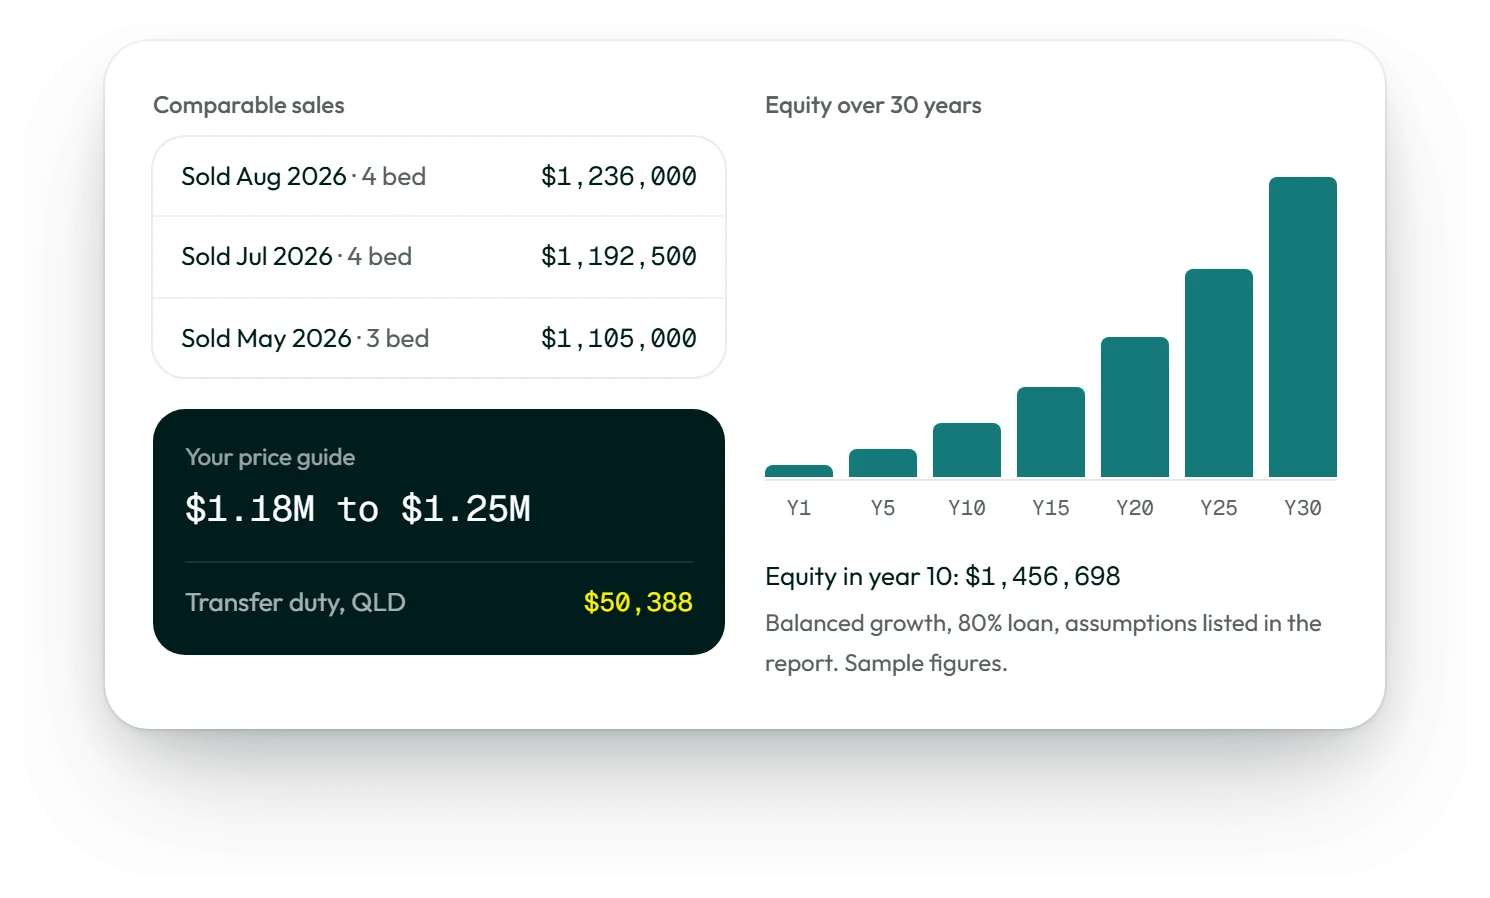 Comparable sales
Sold Aug 2026 · 4 bed $1,236,000
Sold Jul 2026 · 4 bed $1,192,500
Sold May 2026 · 3 bed $1,105,000
Your price guide
$1.18M to $1.25M
Transfer duty, QLD $50,388
Equity over 30 years
Y1 Y5 Y10 Y15 Y20 Y25 Y30
Equity in year 10: $1,456,698
Balanced growth, 80% loan, assumptions listed in the
report. Sample figures.